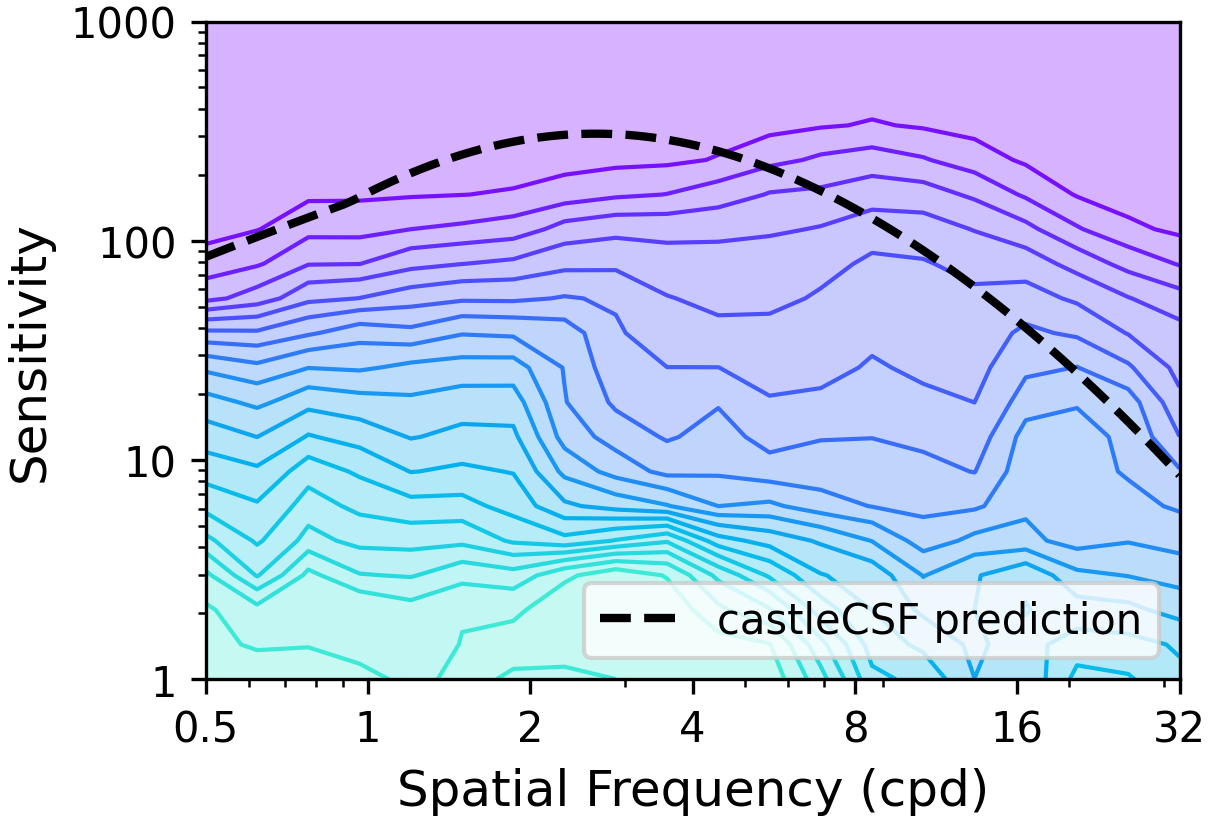 1000
100
10
1
Sensitivity
castleCSF prediction
0.5 1 2 4 8 16 32
Spatial Frequency (cpd)